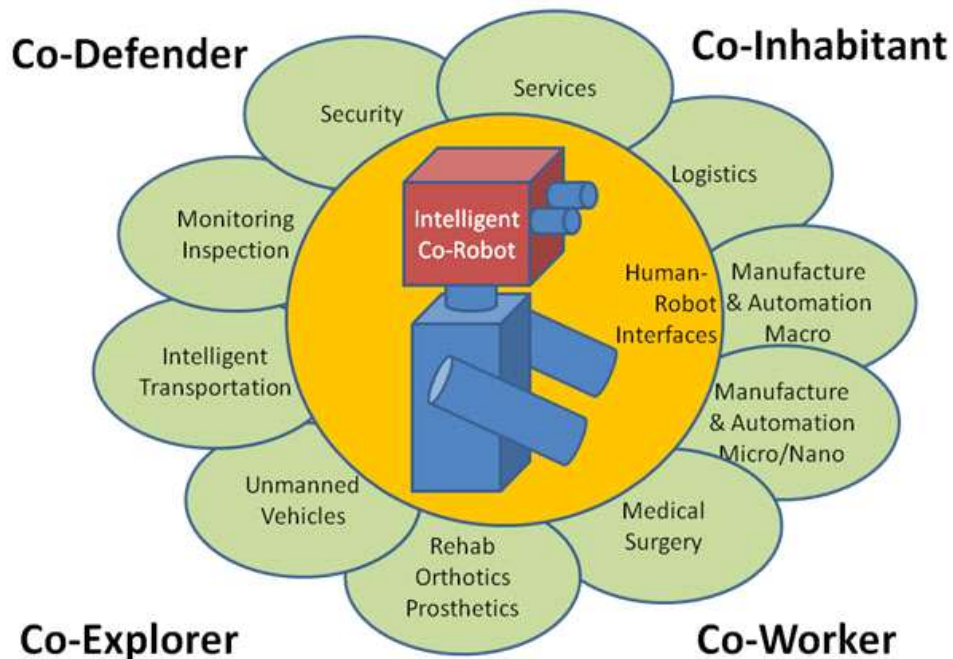 Co-Defender
Co-Inhabitant
Services
Security
Logistics
Monitoring
Inspection
Intelligent
Co-Robot
Human-
Robot
Interfaces
Manufacture
& Automation
Macro
Intelligent
Transportation
Manufacture
& Automation
Micro/Nano
Unmanned
Vehicles
Medical
Surgery
Rehab
Orthotics
Prosthetics
Co-Explorer
Co-Worker